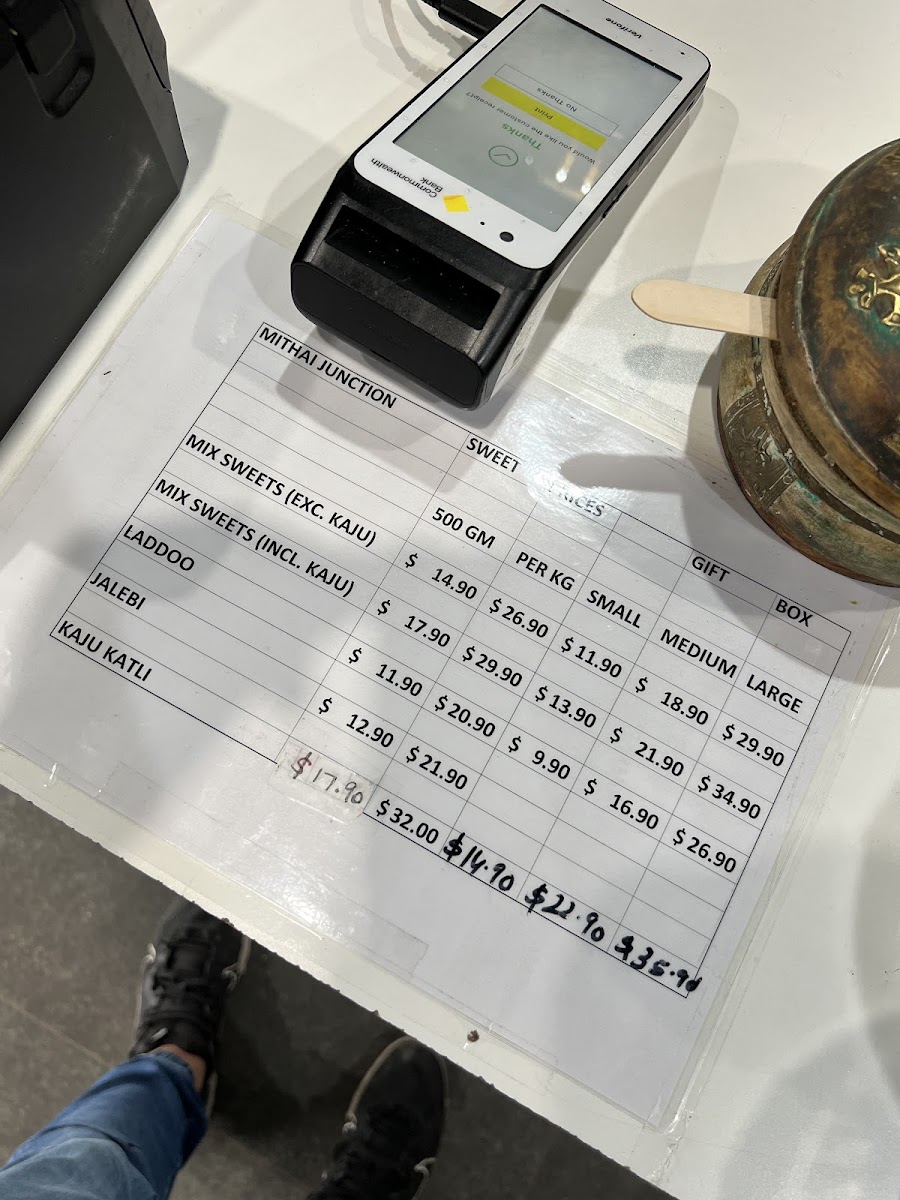 Verifone
No Thanks
Print
Would you like the customer receipt?
Thanks
Commonwealth
Bank
MITHAI JUNCTION
SWEET PRICES GIFT BOX
500 GM PER KG SMALL MEDIUM LARGE
MIX SWEETS (EXC. KAJU) $ 14.90 $ 26.90 $ 11.90 $ 18.90 $ 29.90
MIX SWEETS (INCL. KAJU) $ 17.90 $ 29.90 $ 13.90 $ 21.90 $ 34.90
LADDOO $ 11.90 $ 20.90 $ 9.90 $ 16.90 $ 26.90
JALEBI $ 12.90 $ 21.90
KAJU KATLI $17.90 $ 32.00 $14.90 $22.90 $35.90